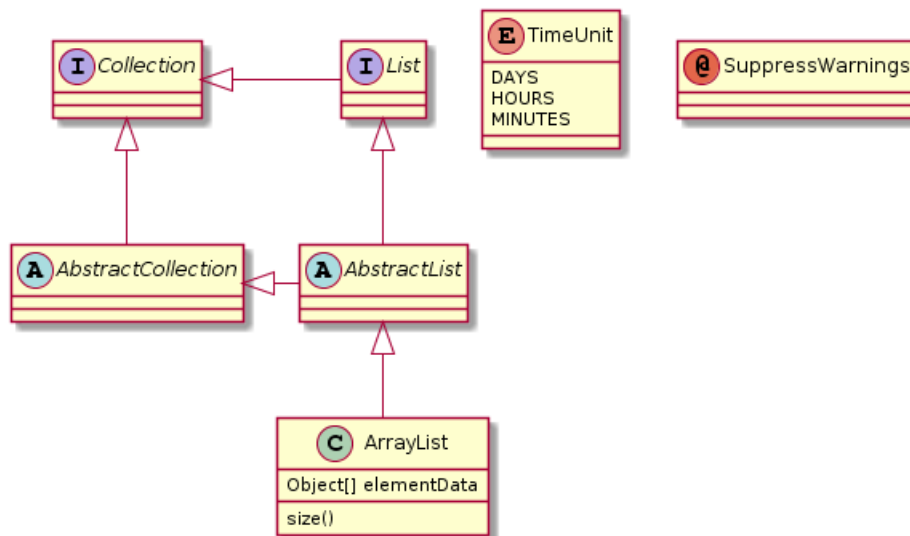 I Collection
I List
E TimeUnit
DAYS
HOURS
MINUTES
@ SuppressWarnings
A AbstractCollection
A AbstractList
C ArrayList
Object[] elementData
size()